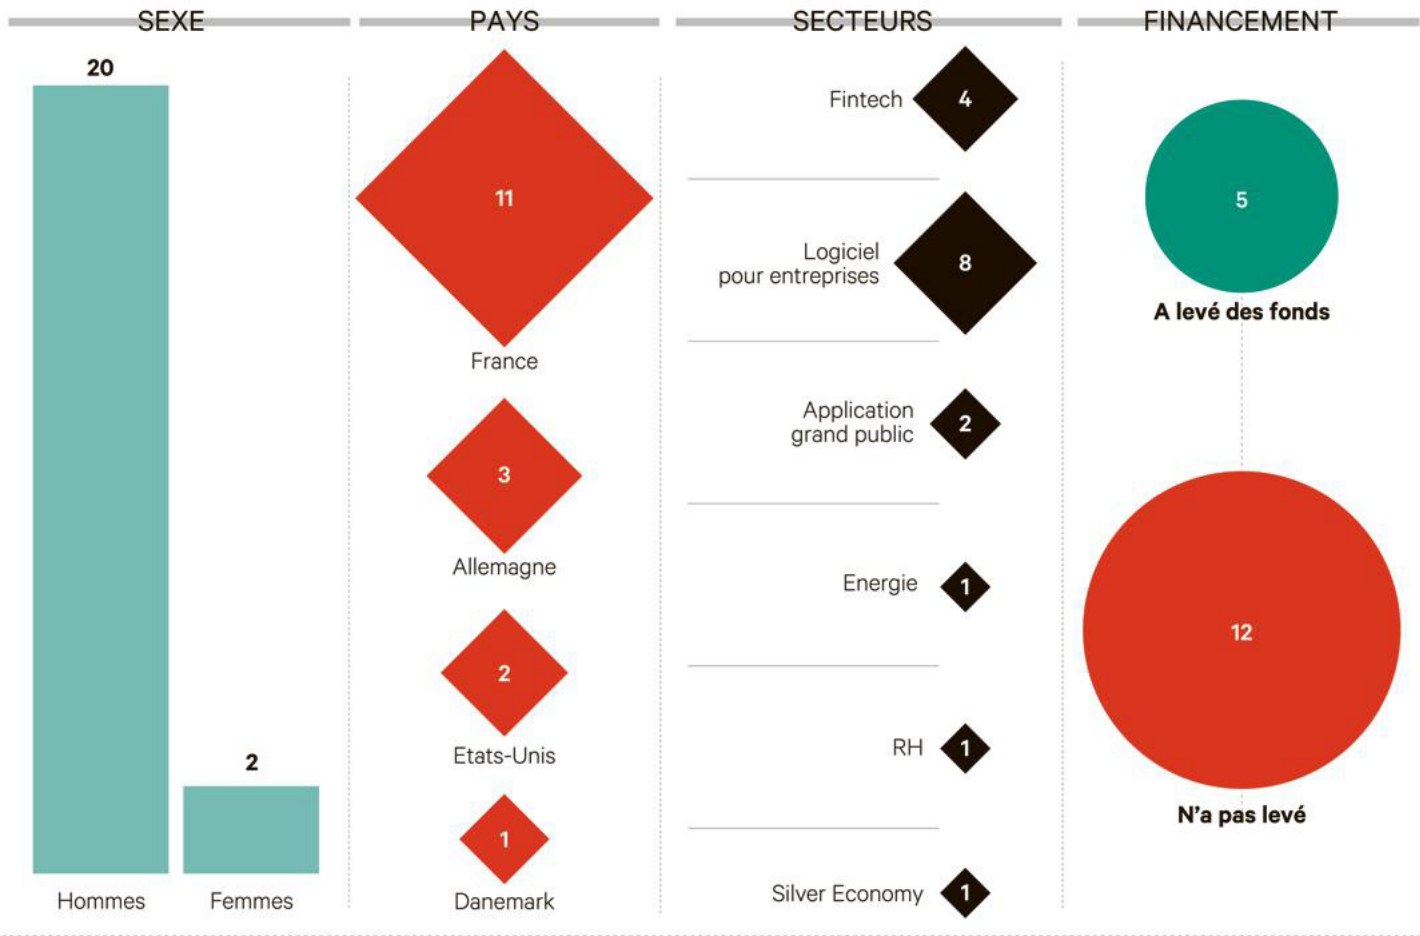 SEXE
20
2
Hommes
Femmes
PAYS
11
France
3
Allemagne
2
Etats-Unis
1
Danemark
SECTEURS
Fintech
4
Logiciel
pour entreprises
8
Application
grand public
2
Energie
1
RH
1
Silver Economy
1
FINANCEMENT
5
A levé des fonds
12
N’a pas levé